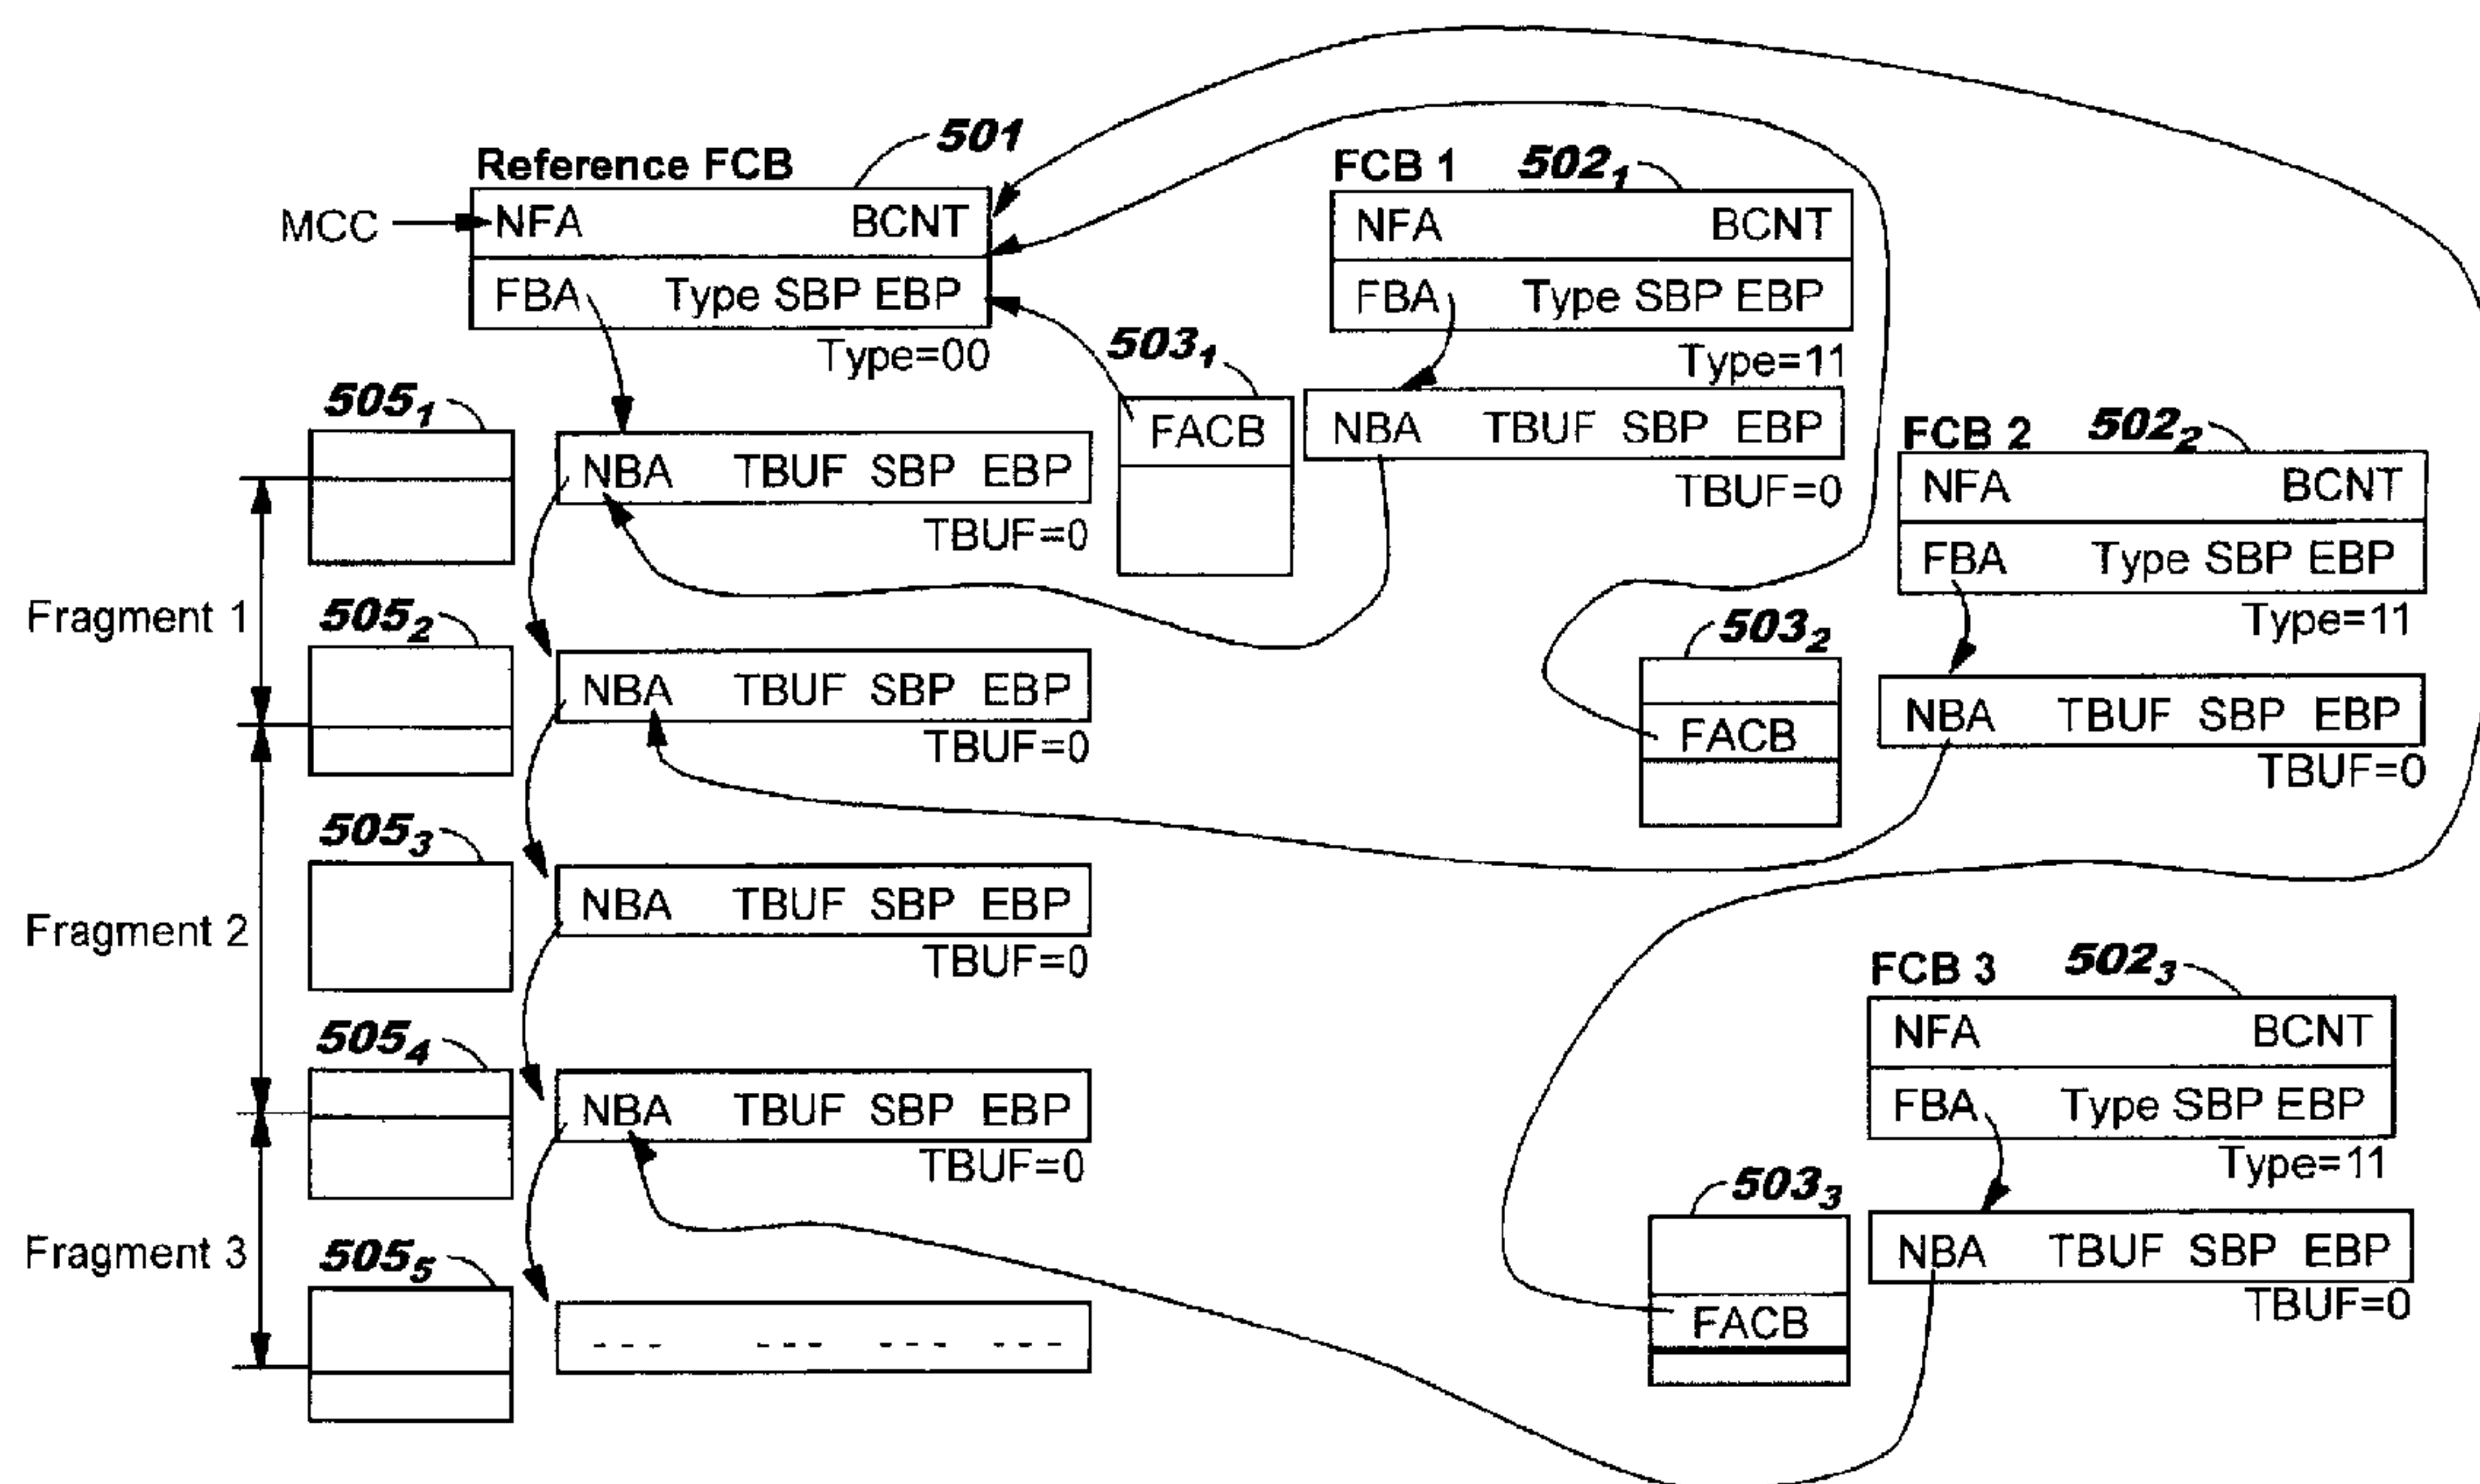 Reference FCB
501
MCC
NFA BCNT
FBA Type SBP EBP
Type=00
FCB 1
502₁
NFA BCNT
FBA Type SBP EBP
Type=11
503₁
FACB
NBA TBUF SBP EBP
TBUF=0
505₁
NBA TBUF SBP EBP
TBUF=0
FCB 2
502₂
NFA BCNT
FBA Type SBP EBP
Type=11
503₂
FACB
NBA TBUF SBP EBP
TBUF=0
Fragment 1
505₂
NBA TBUF SBP EBP
TBUF=0
505₃
Fragment 2
NBA TBUF SBP EBP
TBUF=0
FCB 3
502₃
NFA BCNT
FBA Type SBP EBP
Type=11
505₄
NBA TBUF SBP EBP
TBUF=0
503₃
FACB
NBA TBUF SBP EBP
TBUF=0
Fragment 3
505₅
--- --- --- ---